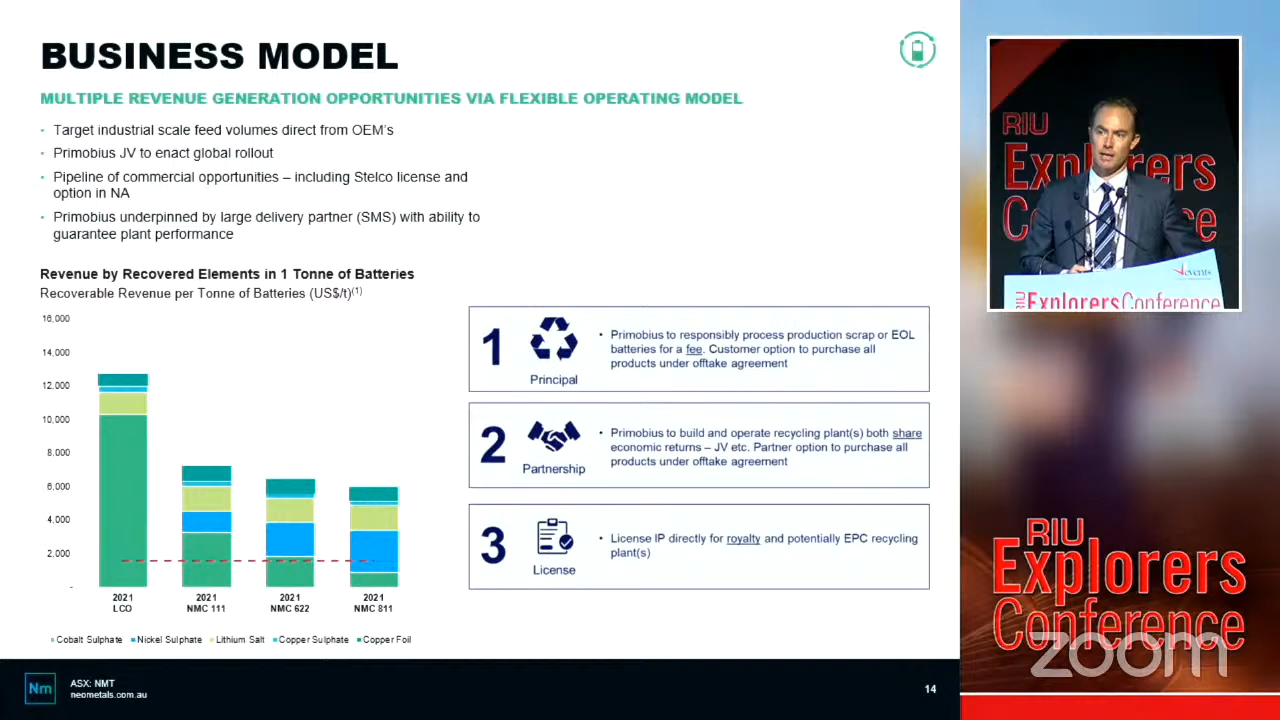 BUSINESS MODEL
MULTIPLE REVENUE GENERATION OPPORTUNITIES VIA FLEXIBLE OPERATING MODEL
• Target industrial scale feed volumes direct from OEM's
• Primobius JV to enact global rollout
• Pipeline of commercial opportunities – including Stelco license and
option in NA
• Primobius underpinned by large delivery partner (SMS) with ability to
guarantee plant performance
Revenue by Recovered Elements in 1 Tonne of Batteries
Recoverable Revenue per Tonne of Batteries (US$/t)(1)
16,000
14,000
12,000
10,000
8,000
6,000
4,000
2,000
-
2021 2021 2021 2021
LCO NMC 111 NMC 622 NMC 811
Cobalt Sulphate Nickel Sulphate Lithium Salt Copper Sulphate Copper Foil
1
Principal
• Primobius to responsibly process production scrap or EOL
batteries for a fee. Customer option to purchase all
products under offtake agreement
2
Partnership
• Primobius to build and operate recycling plant(s) both share
economic returns – JV etc. Partner option to purchase all
products under offtake agreement
3
License
• License IP directly for royalty and potentially EPC recycling
plant(s)
Nm
ASX: NMT
neometals.com.au
14
RIU
Explorers
Co ce
RIU ExplorersConference
RIU
Explorers
Conference
zoom